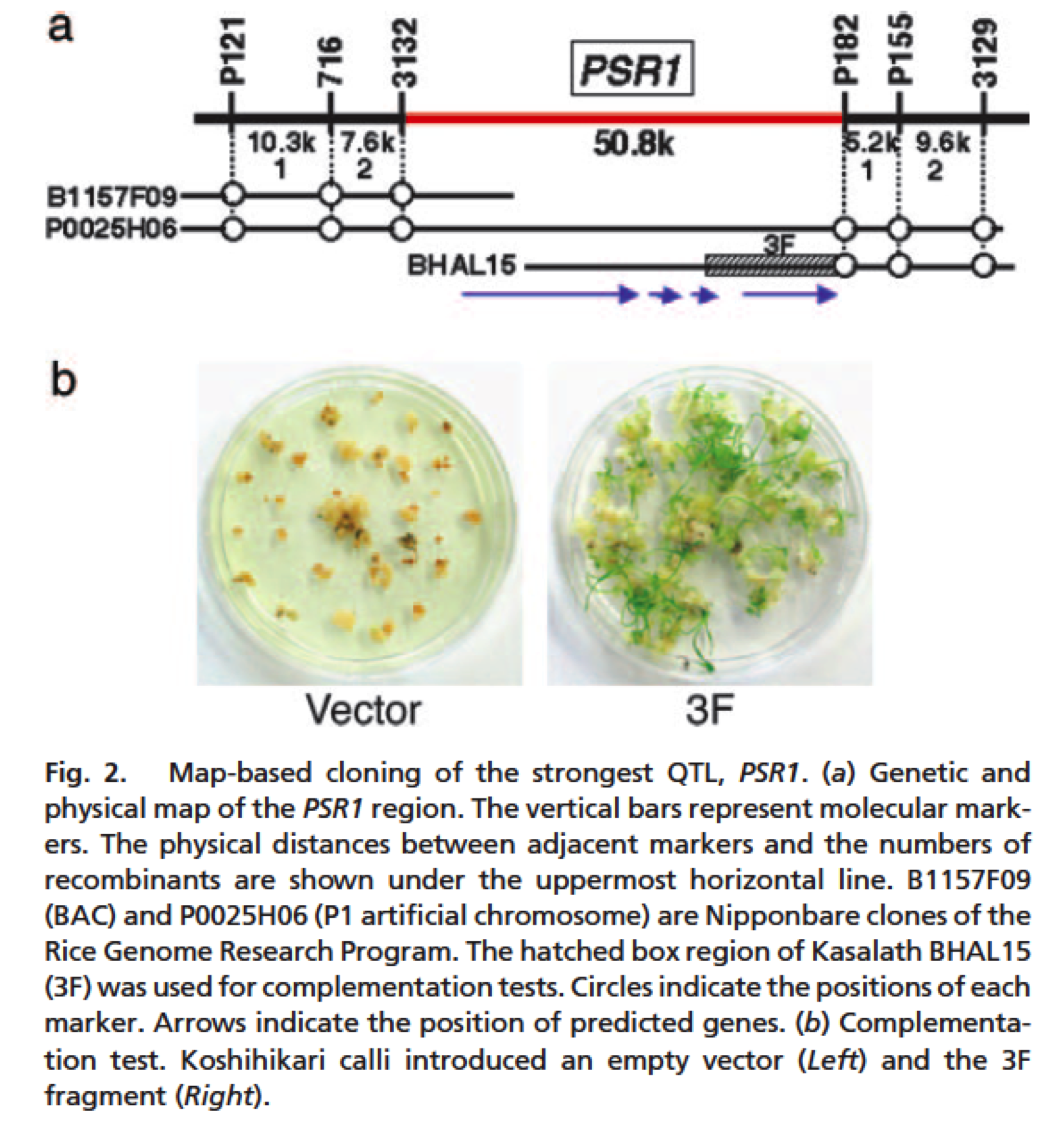 a
P121 716 3132 PSR1 P182 P155 3129
10.3k 7.6k 50.8k 5.2k 9.6k
1 2 1 2
B1157F09
P0025H06
3F
BHAL15
b
Vector 3F
Fig. 2. Map-based cloning of the strongest QTL, PSR1. (a) Genetic and
physical map of the PSR1 region. The vertical bars represent molecular mark-
ers. The physical distances between adjacent markers and the numbers of
recombinants are shown under the uppermost horizontal line. B1157F09
(BAC) and P0025H06 (P1 artificial chromosome) are Nipponbare clones of the
Rice Genome Research Program. The hatched box region of Kasalath BHAL15
(3F) was used for complementation tests. Circles indicate the positions of each
marker. Arrows indicate the position of predicted genes. (b) Complementa-
tion test. Koshihikari calli introduced an empty vector (Left) and the 3F
fragment (Right).